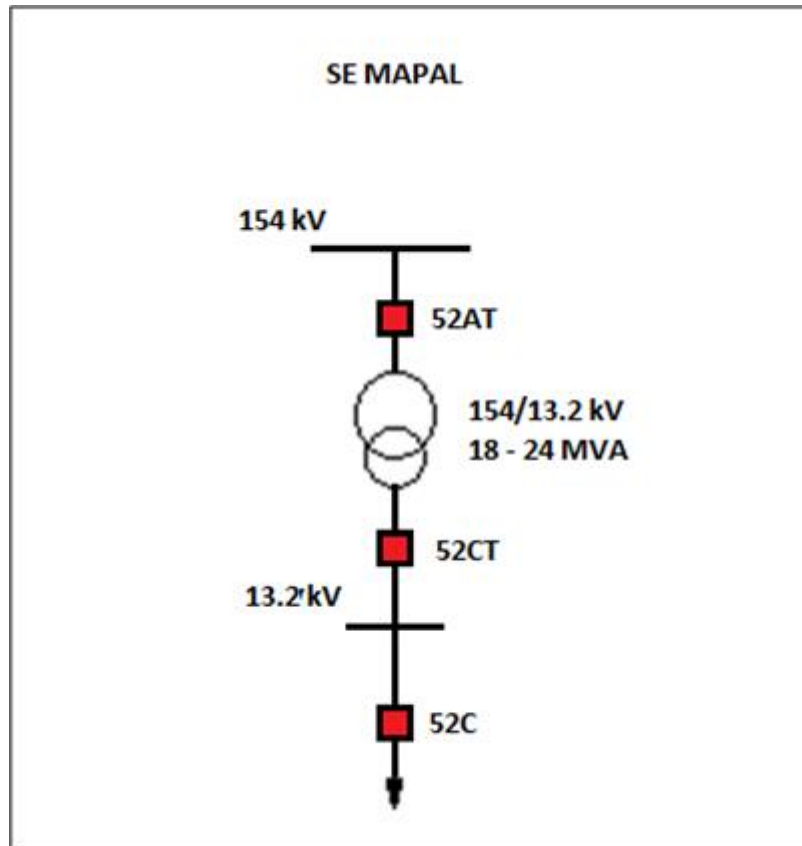 SE MAPAL
154 kV
52AT
154/13.2 kV
18 - 24 MVA
52CT
13.2 kV
52C